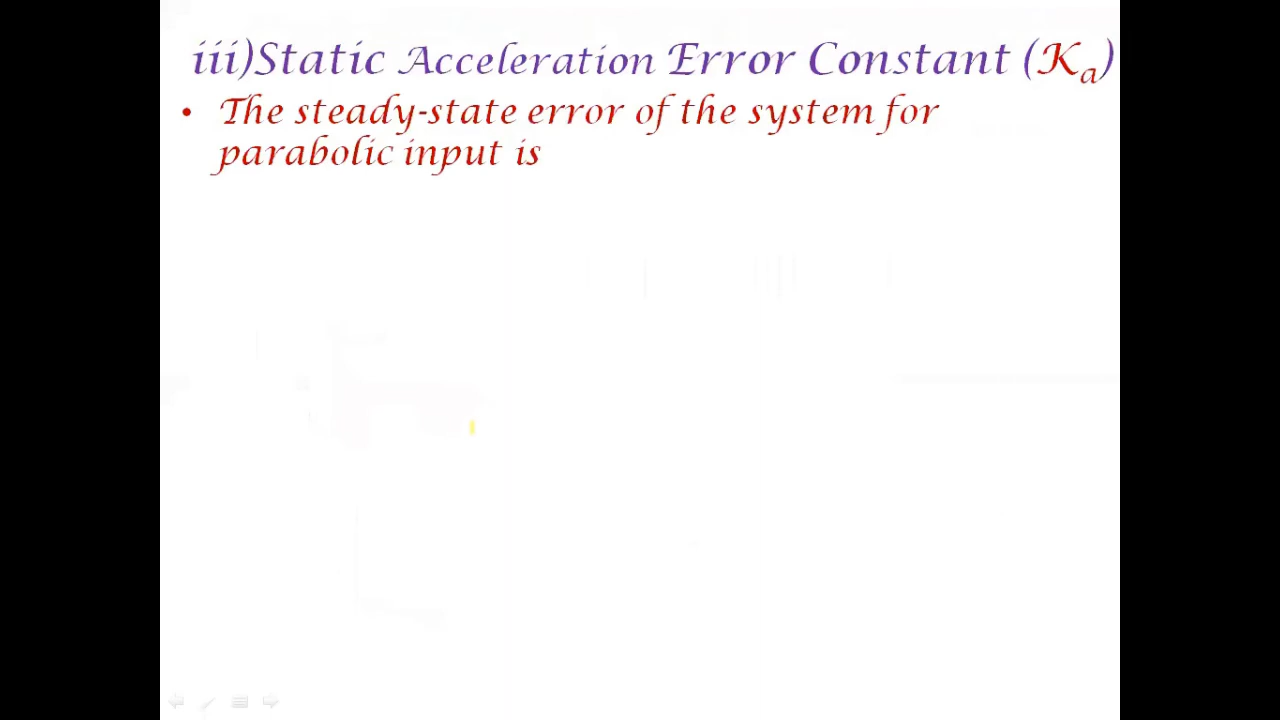 iii)Static Acceleration Error Constant (Ka)
• The steady-state error of the system for
parabolic input is